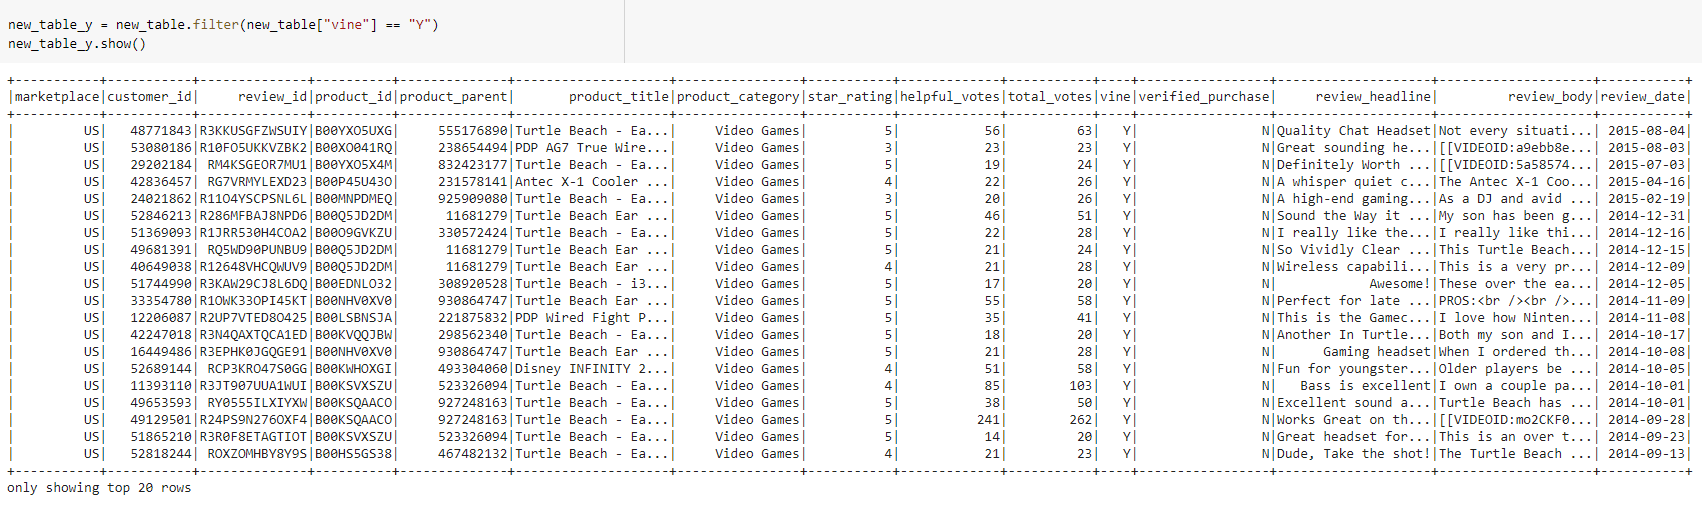 new_table_y = new_table.filter(new_table["vine"] == "Y")
new_table_y.show()
+-----------+-----------+--------------+----------+--------------+--------------------+----------------+-----------+-------------+-----------+----+-----------------+--------------------+--------------------+-----------+
|marketplace|customer_id|     review_id|product_id|product_parent|       product_title|product_category|star_rating|helpful_votes|total_votes|vine|verified_purchase|     review_headline|         review_body|review_date|
+-----------+-----------+--------------+----------+--------------+--------------------+----------------+-----------+-------------+-----------+----+-----------------+--------------------+--------------------+-----------+
|         US|   48771843|R3KKUSGFZWSUIY|B00YXO5UXG|     555176890|Turtle Beach - Ea...|     Video Games|          5|           56|         63|   Y|                N|Quality Chat Headset|Not every situati...| 2015-08-04|
|         US|   53080186|R10FO5UKKVZBK2|B00XO041RQ|     238654494|PDP AG7 True Wire...|     Video Games|          3|           23|         23|   Y|                N|Great sounding he...|[[VIDEOID:a9ebb8e...| 2015-08-03|
|         US|   29202184| RM4KSGEOR7MU1|B00YXO5X4M|     832423177|Turtle Beach - Ea...|     Video Games|          5|           19|         24|   Y|                N|Definitely Worth ...|[[VIDEOID:5a58574...| 2015-07-03|
|         US|   42836457| RG7VRMYLEXD23|B00P45U43O|     231578141|Antec X-1 Cooler ...|     Video Games|          4|           22|         26|   Y|                N|A whisper quiet c...|The Antec X-1 Coo...| 2015-04-16|
|         US|   24021862|R11O4YSCPSNL6L|B00MNPDMEQ|     925909080|Turtle Beach - Ea...|     Video Games|          3|           20|         26|   Y|                N|A high-end gaming...|As a DJ and avid ...| 2015-02-19|
|         US|   52846213|R286MFBAJ8NPD6|B00Q5JD2DM|      11681279|Turtle Beach Ear ...|     Video Games|          5|           46|         51|   Y|                N|Sound the Way it ...|My son has been g...| 2014-12-31|
|         US|   51369093|R1JRR530H4COA2|B00O9GVKZU|     330572424|Turtle Beach - Ea...|     Video Games|          5|           22|         28|   Y|                N|I really like the...|I really like thi...| 2014-12-16|
|         US|   49681391| RQ5WD90PUNBU9|B00Q5JD2DM|      11681279|Turtle Beach Ear ...|     Video Games|          5|           21|         24|   Y|                N|So Vividly Clear ...|This Turtle Beach...| 2014-12-15|
|         US|   40649038|R12648VHCQWUV9|B00Q5JD2DM|      11681279|Turtle Beach Ear ...|     Video Games|          4|           21|         28|   Y|                N|Wireless capabili...|This is a very pr...| 2014-12-09|
|         US|   51744990|R3KAW29CJ8L6DQ|B00EDNLO32|     308920528|Turtle Beach - i3...|     Video Games|          5|           17|         20|   Y|                N|            Awesome!|These over the ea...| 2014-12-05|
|         US|   33354780|R1OWK33OPI45KT|B00NHV0XV0|     930864747|Turtle Beach Ear ...|     Video Games|          5|           55|         58|   Y|                N|Perfect for late ...|PROS:<br /><br />...| 2014-11-09|
|         US|   12206087|R2UP7VTED8O425|B00LSBNSJA|     221875832|PDP Wired Fight P...|     Video Games|          5|           35|         41|   Y|                N|This is the Gamec...|I love how Ninten...| 2014-11-08|
|         US|   42247018|R3N4QAXTQCA1ED|B00KVQQJBW|     298562340|Turtle Beach - Ea...|     Video Games|          5|           18|         20|   Y|                N|Another In Turtle...|Both my son and I...| 2014-10-17|
|         US|   16449486|R3EPHK0JGQGE91|B00NHV0XV0|     930864747|Turtle Beach Ear ...|     Video Games|          5|           21|         28|   Y|                N|      Gaming headset|When I ordered th...| 2014-10-08|
|         US|   52689144| RCP3KRO47S0GG|B00KWHOXGI|     493304060|Disney INFINITY 2...|     Video Games|          4|           51|         58|   Y|                N|Fun for youngster...|Older players be ...| 2014-10-05|
|         US|   11393110|R3JT907UUA1WUI|B00KSVXSZU|     523326094|Turtle Beach - Ea...|     Video Games|          4|           85|        103|   Y|                N|   Bass is excellent|I own a couple pa...| 2014-10-01|
|         US|   49653593| RY0555ILXIYXW|B00KSQAACO|     927248163|Turtle Beach - Ea...|     Video Games|          5|           38|         50|   Y|                N|Excellent sound a...|Turtle Beach has ...| 2014-10-01|
|         US|   49129501|R24PS9N276OXF4|B00KSQAACO|     927248163|Turtle Beach - Ea...|     Video Games|          5|          241|        262|   Y|                N|Works Great on th...|[[VIDEOID:mo2CKF0...| 2014-09-28|
|         US|   51865210|R3R0F8ETAGTIOT|B00KSVXSZU|     523326094|Turtle Beach - Ea...|     Video Games|          5|           14|         20|   Y|                N|Great headset for...|This is an over t...| 2014-09-23|
|         US|   52818244| ROXZOMHBY8Y9S|B00HS5GS38|     467482132|Turtle Beach - Ea...|     Video Games|          4|           21|         23|   Y|                N|Dude, Take the shot!|The Turtle Beach ...| 2014-09-13|
+-----------+-----------+--------------+----------+--------------+--------------------+----------------+-----------+-------------+-----------+----+-----------------+--------------------+--------------------+-----------+
only showing top 20 rows